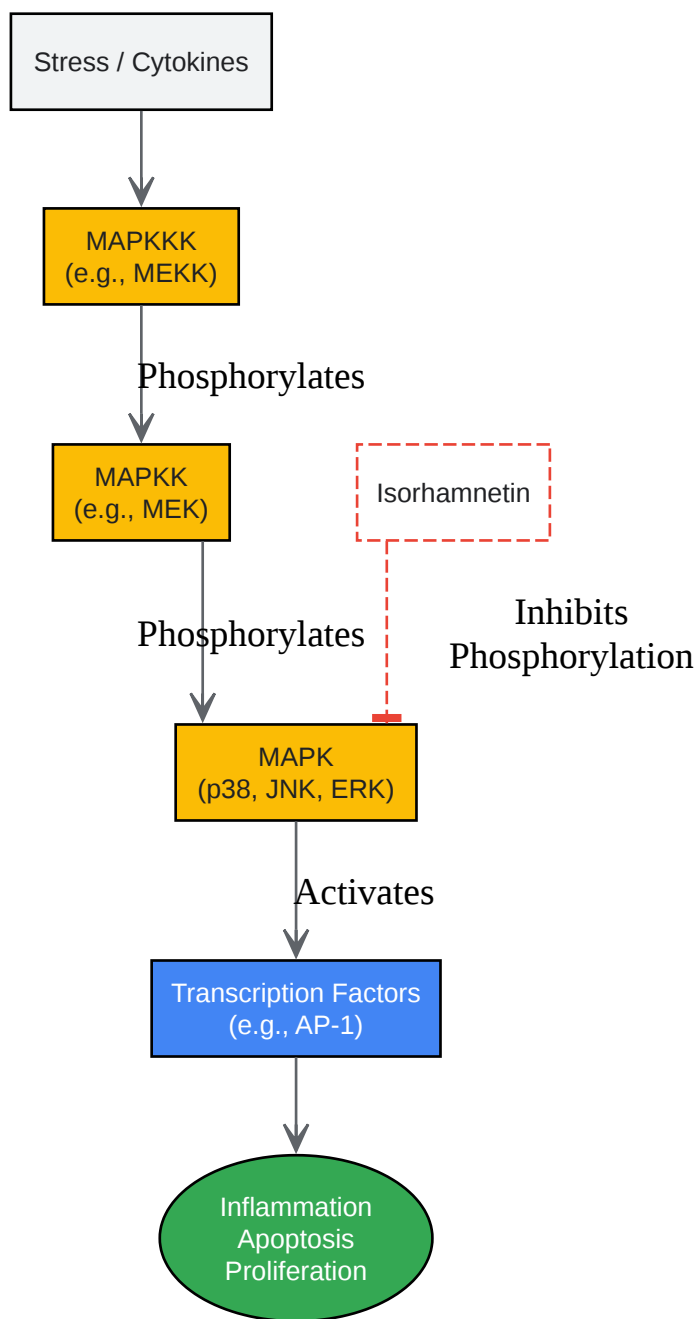 Stress / Cytokines
MAPKKK
(e.g., MEKK)
Phosphorylates
MAPKK
(e.g., MEK)
Isorhamnetin
Phosphorylates
Inhibits
Phosphorylation
MAPK
(p38, JNK, ERK)
Activates
Transcription Factors
(e.g., AP-1)
Inflammation
Apoptosis
Proliferation